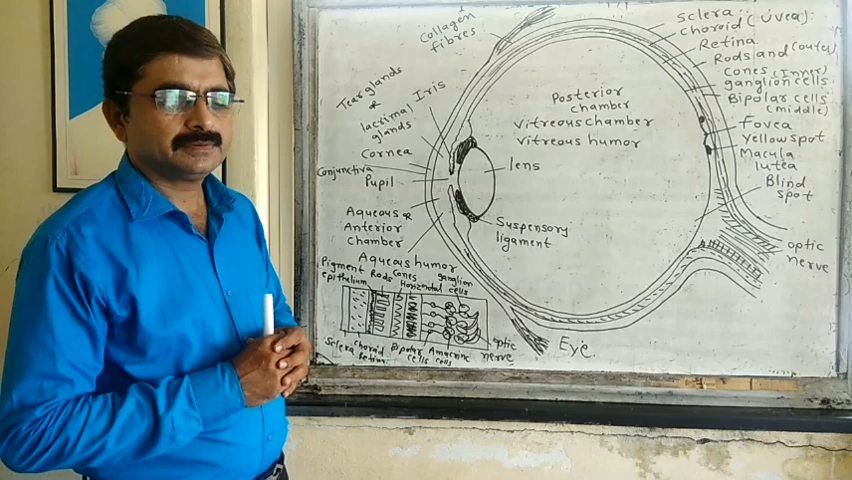 Collagen
fibres
Tear glands
&
lacrimal
glands
Iris
Cornea
Conjunctiva
Pupil
Aqueous or
Anterior
chamber
Aqueous humor
Posterior
chamber
Vitreous chamber
Vitreous humor
lens
Suspensory
ligament
sclera
choroid (Uvea)
Retina
Rods and (outer)
cones (Inner)
ganglion cells
Bipolar cells
(middle)
Fovea
Yellow spot
Macula
lutea
Blind
spot
optic
nerve
Pigment
epithelium
Rods
Cones
Horizontal
ganglion
cells
Sclera
choroid
Retina
Bipolar
cells
Amacrine
cells
optic
nerve
Eye